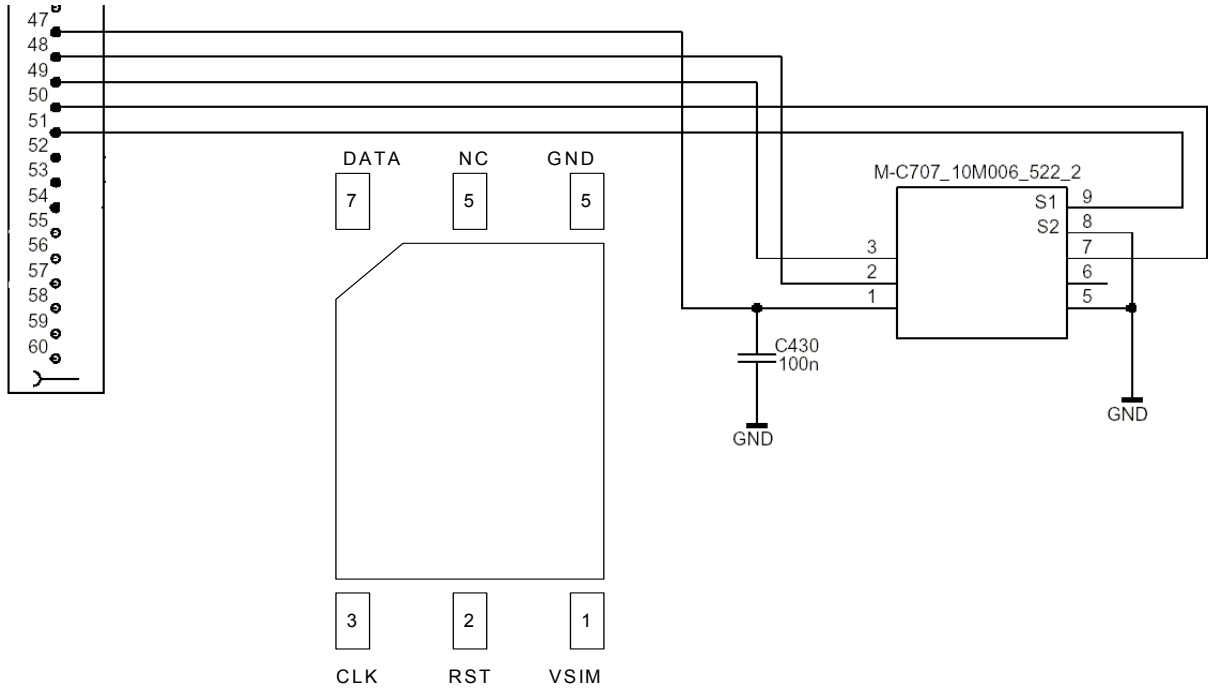 47
48
49
50
51
52
53
54
55
56
57
58
59
60
DATA NC GND
7 5 5
3 2 1
CLK RST VSIM
M-C707_10M006_522_2
S1 9
S2 8
3 7
2 6
1 5
C430
100n
GND
GND